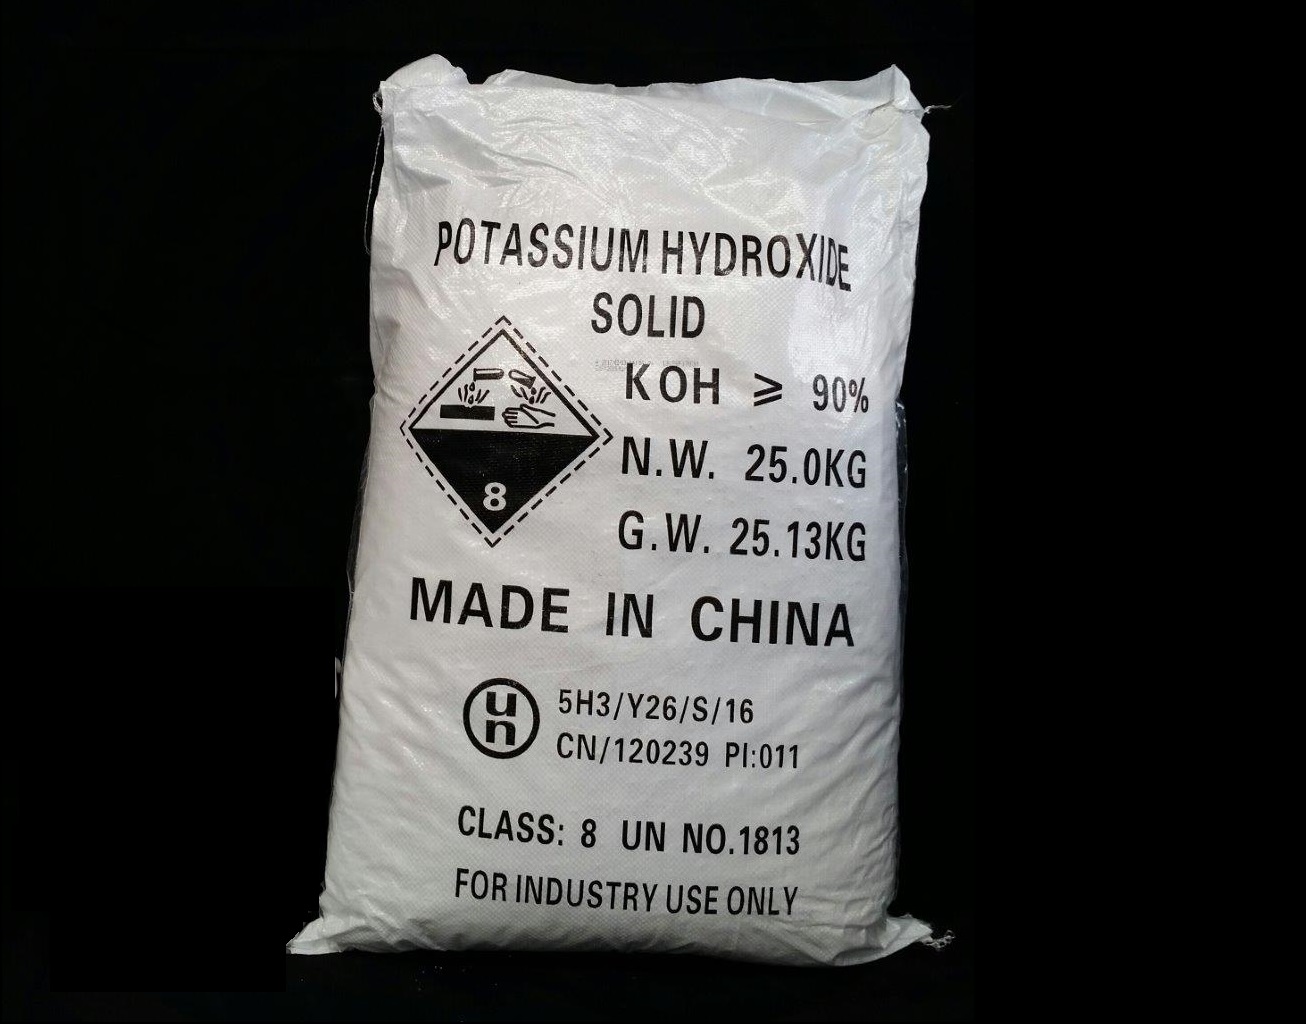 POTASSIUM HYDROXIDE
SOLID
KOH ⩾ 90%
N.W. 25.0KG
8
G.W. 25.13KG
MADE IN CHINA
un
5H3/Y26/S/16
CN/120239 PI:011
CLASS: 8 UN NO.1813
FOR INDUSTRY USE ONLY